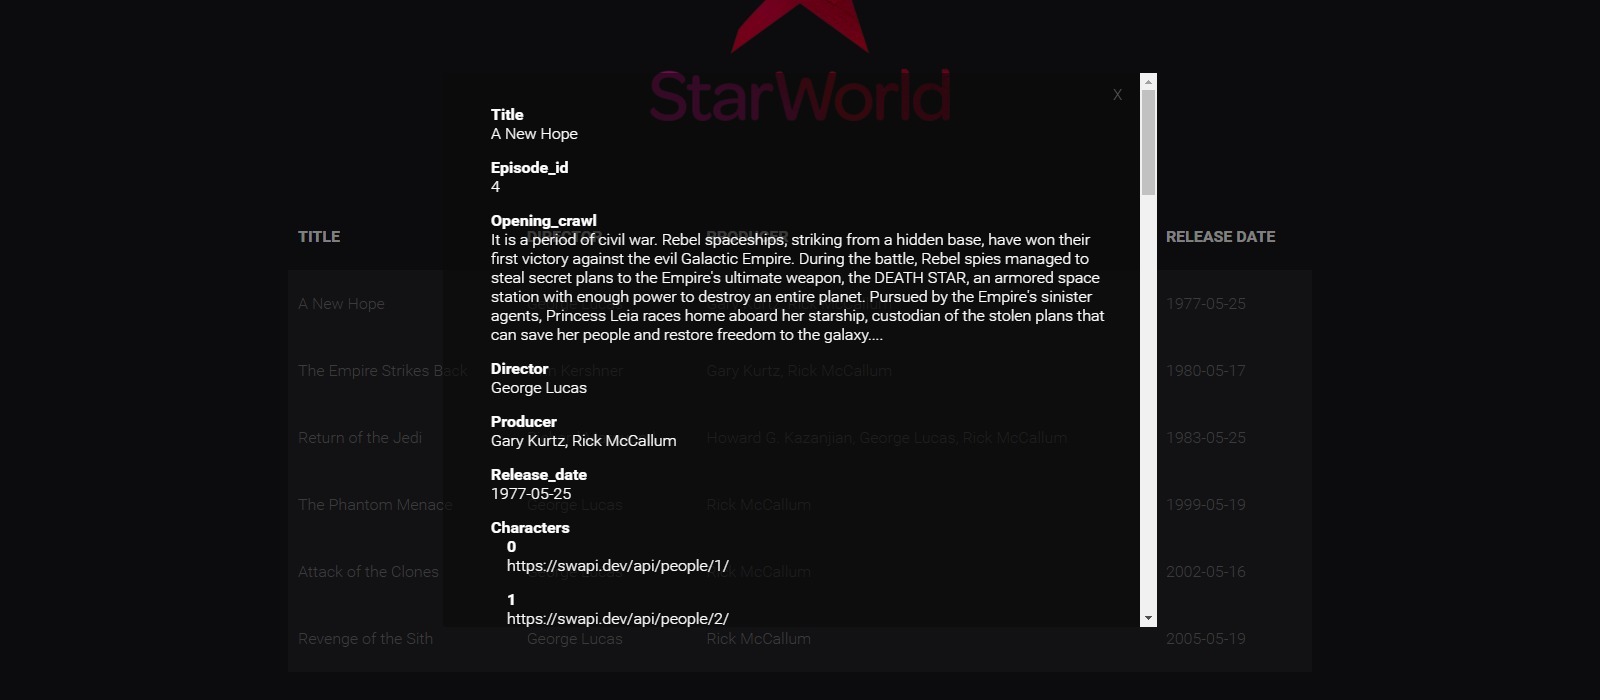 StarWorld
X
Title
A New Hope
Episode_id
4
Opening_crawl
It is a period of civil war. Rebel spaceships, striking from a hidden base, have won their
first victory against the evil Galactic Empire. During the battle, Rebel spies managed to
steal secret plans to the Empire's ultimate weapon, the DEATH STAR, an armored space
station with enough power to destroy an entire planet. Pursued by the Empire's sinister
agents, Princess Leia races home aboard her starship, custodian of the stolen plans that
can save her people and restore freedom to the galaxy....
Director
George Lucas
Producer
Gary Kurtz, Rick McCallum
Release_date
1977-05-25
Characters
0
https://swapi.dev/api/people/1/
1
https://swapi.dev/api/people/2/
TITLE DIRECTOR PRODUCER RELEASE DATE
A New Hope 1977-05-25
The Empire Strikes Back Kershner Gary Kurtz, Rick McCallum 1980-05-17
Return of the Jedi Howard G. Kazanjian, George Lucas, Rick McCallum 1983-05-25
The Phantom Menace George Lucas Rick McCallum 1999-05-19
Attack of the Clones George Lucas Rick McCallum 2002-05-16
Revenge of the Sith George Lucas Rick McCallum 2005-05-19